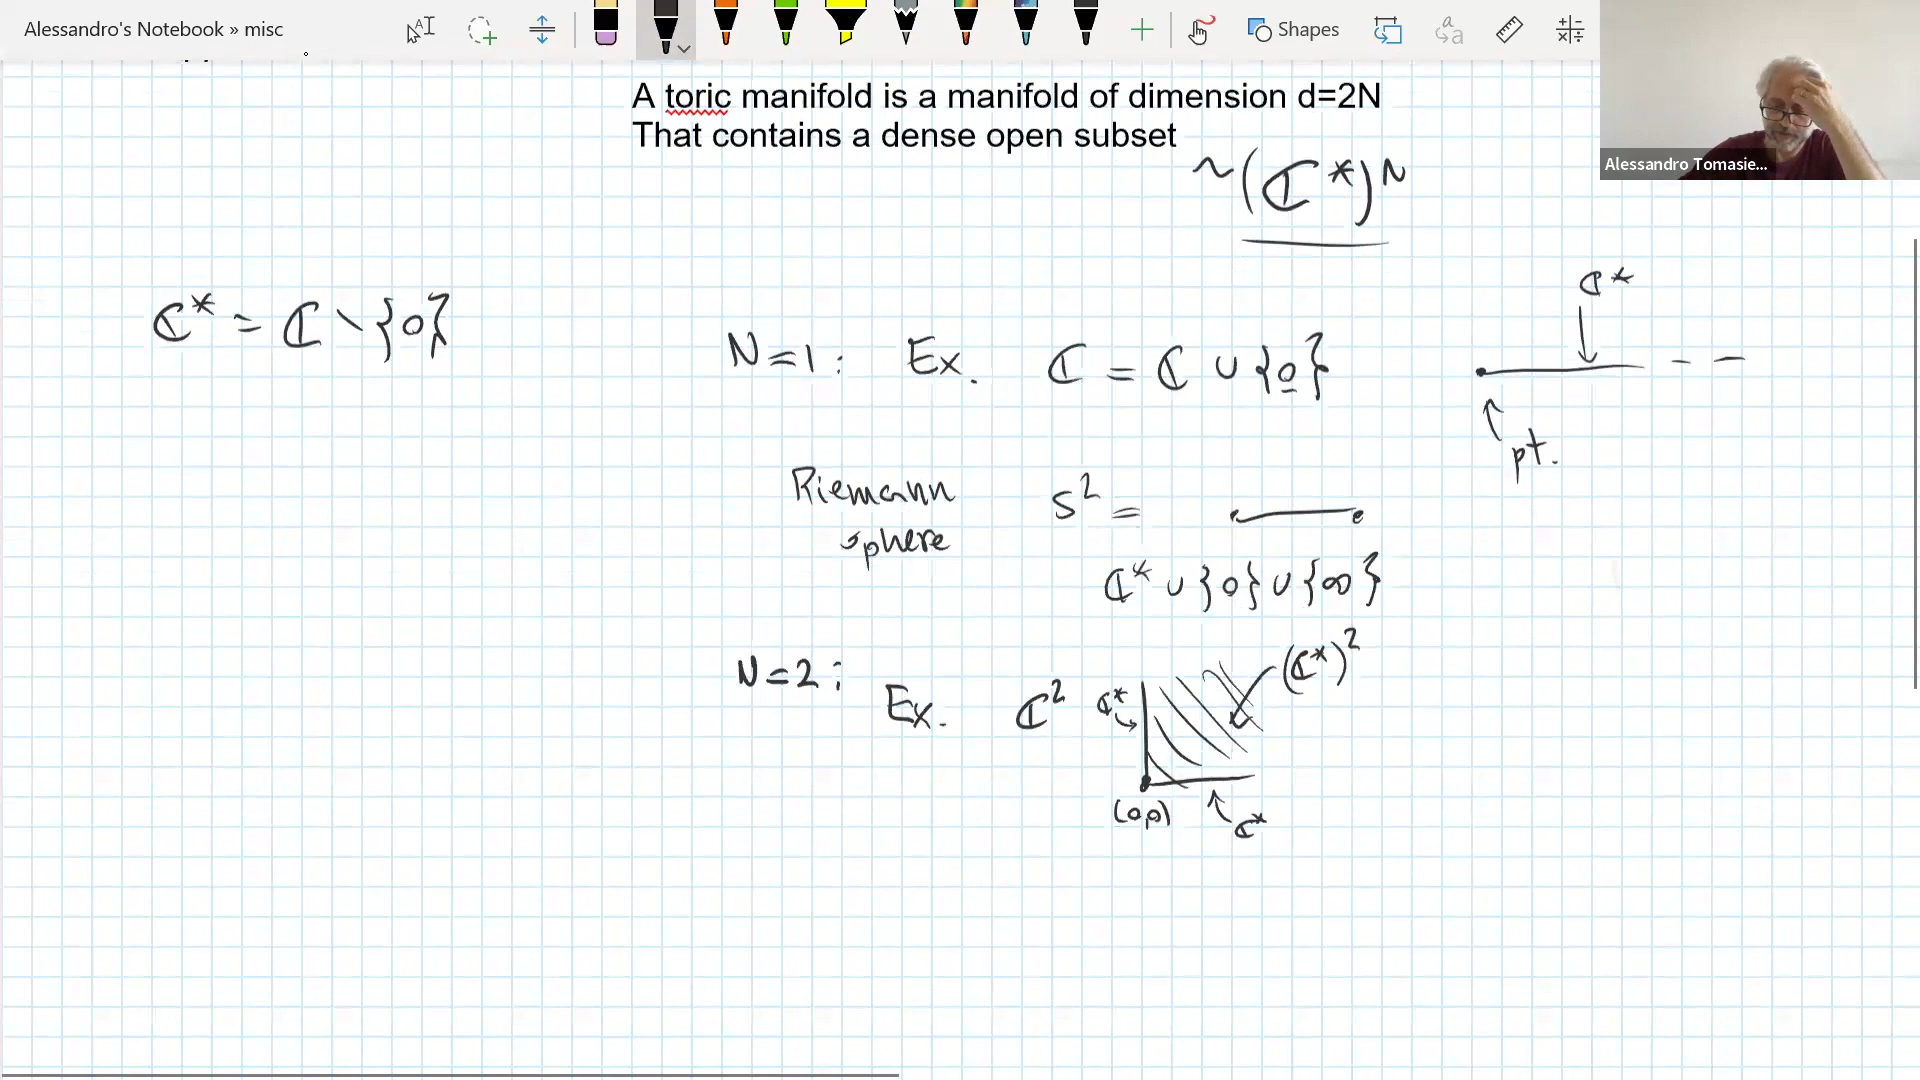 Alessandro's Notebook » misc
Shapes
Alessandro Tomasie...
A toric manifold is a manifold of dimension d=2N
That contains a dense open subset
~(ℂ*)^N
ℂ* = ℂ \ {0}
N=1: Ex. ℂ = ℂ ∪ {0}
ℂ*
pt.
Riemann
sphere
S² =
ℂ* ∪ {0} ∪ {∞}
N=2:
Ex. ℂ²
ℂ*
(ℂ*)²
(0,0)
ℂ*